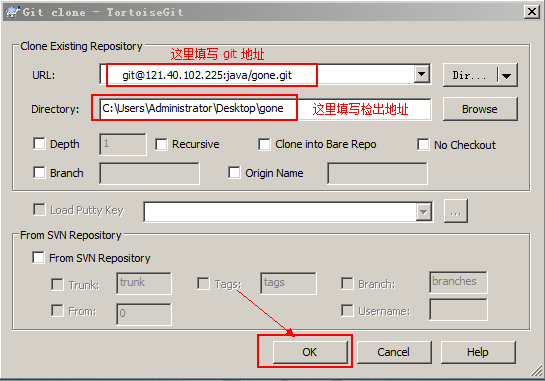 Git clone - TortoiseGit
Clone Existing Repository
这里填写 git 地址
URL: git@121.40.102.225:java/gone.git Dir...
Directory: C:\Users\Administrator\Desktop\gone 这里填写检出地址 Browse
Depth 1 Recursive Clone into Bare Repo No Checkout
Branch Origin Name
Load Putty Key ...
From SVN Repository
From SVN Repository
Trunk: trunk Tags: tags Branch: branches
From: 0 Username:
OK Cancel Help